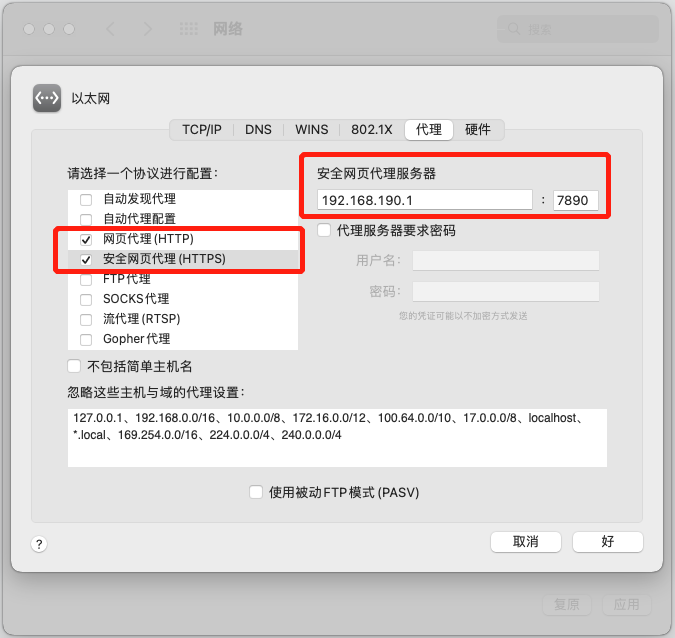 网络
搜索
以太网
TCP/IP DNS WINS 802.1X 代理 硬件
请选择一个协议进行配置：
自动发现代理
自动代理配置
网页代理(HTTP)
安全网页代理(HTTPS)
FTP代理
SOCKS代理
流代理(RTSP)
Gopher代理
安全网页代理服务器
192.168.190.1 : 7890
代理服务器要求密码
用户名：
密码：
您的凭证可能以不加密方式发送
不包括简单主机名
忽略这些主机与域的代理设置：
127.0.0.1、192.168.0.0/16、10.0.0.0/8、172.16.0.0/12、100.64.0.0/10、17.0.0.0/8、localhost、
*.local、169.254.0.0/16、224.0.0.0/4、240.0.0.0/4
使用被动FTP模式(PASV)
?
取消 好
复原 应用